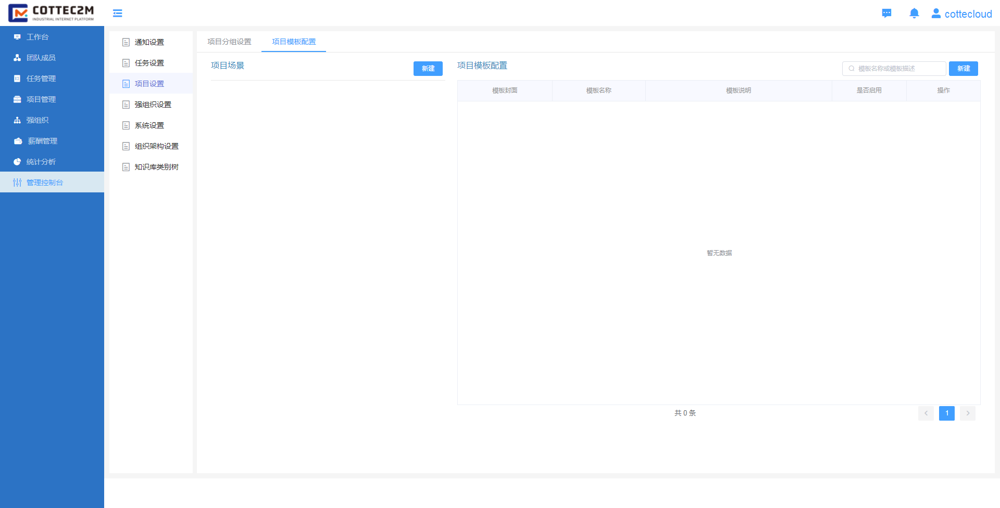 COTTEC2M
INDUSTRIAL INTERNET PLATFORM
cottecloud
工作台
团队成员
任务管理
项目管理
强组织
薪酬管理
统计分析
管理控制台
通知设置
任务设置
项目设置
强组织设置
系统设置
组织架构设置
知识库类别树
项目分组设置
项目模板配置
项目场景
新建
项目模板配置
模板名称或模板描述
新建
模板封面
模板名称
模板说明
是否启用
操作
暂无数据
共 0 条
1